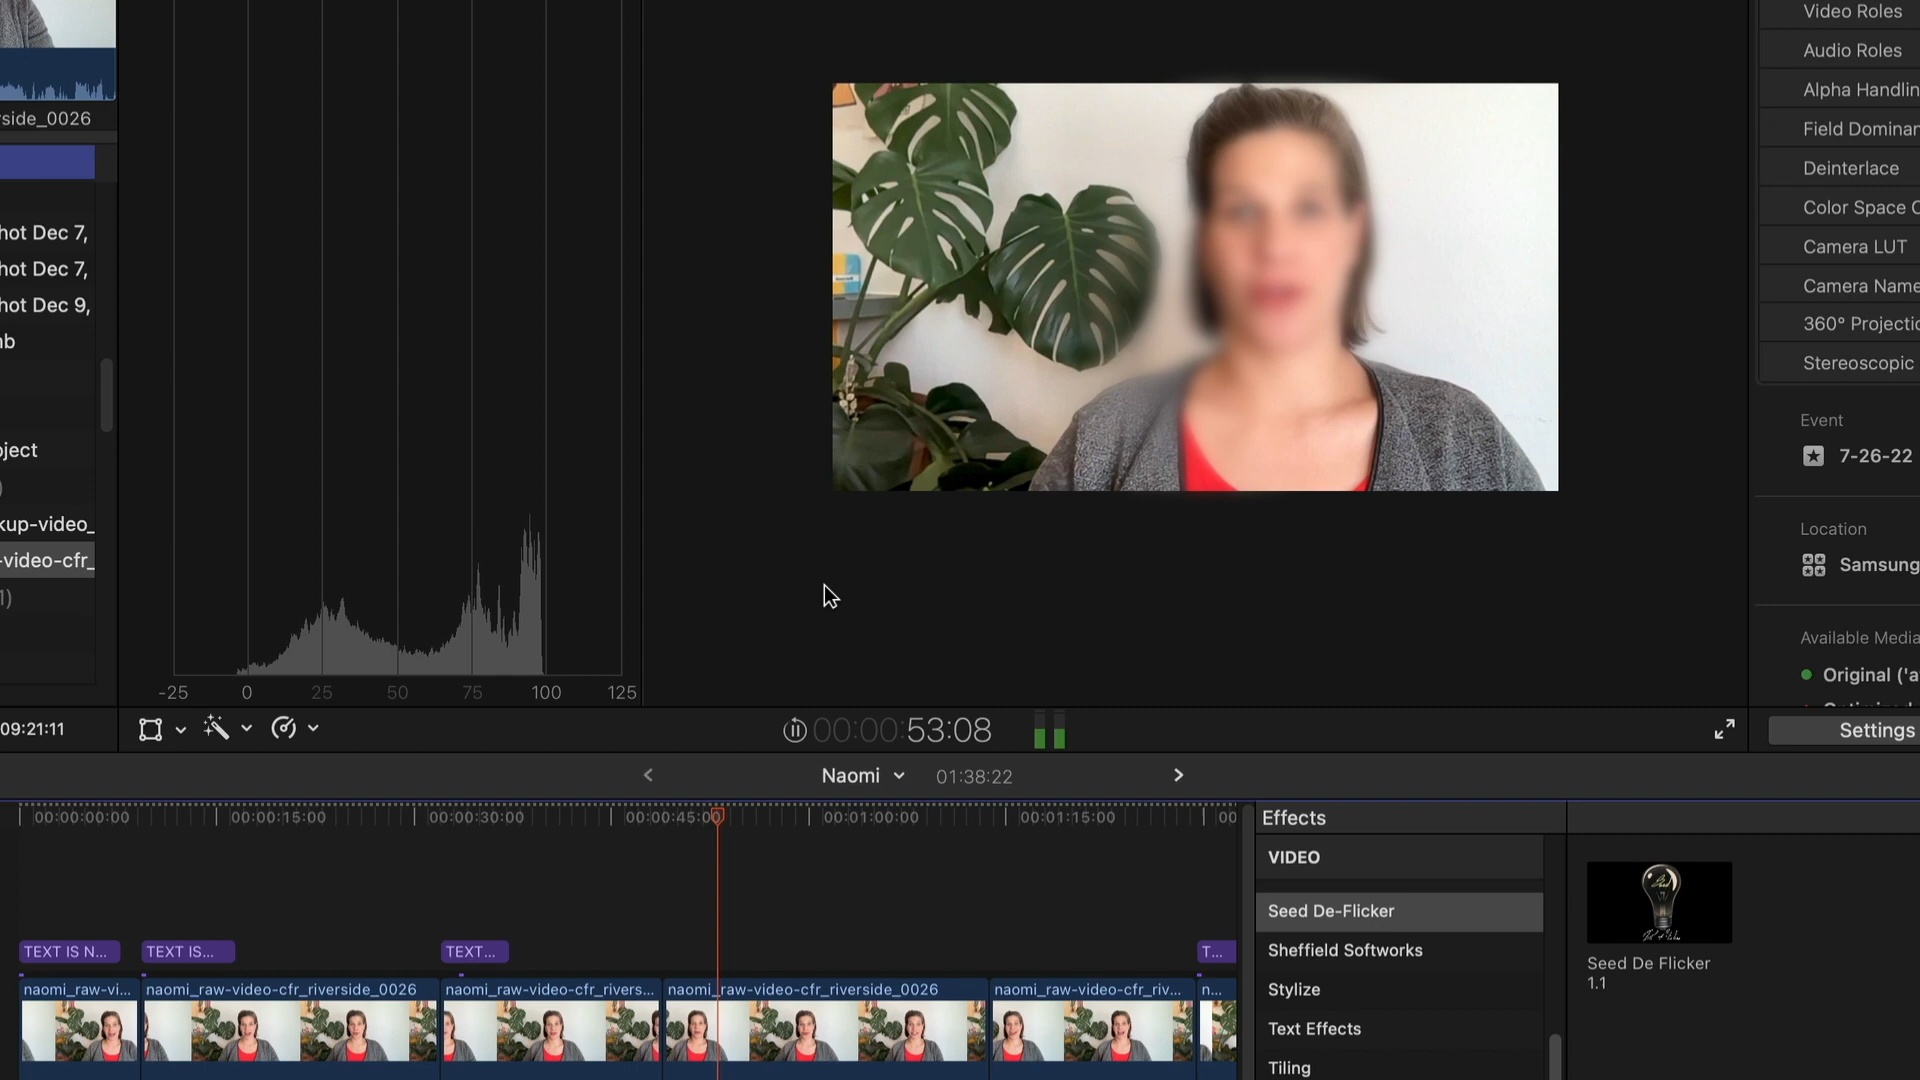 rside_0026
hot Dec 7,
hot Dec 7,
hot Dec 9,
nb
ject
)
kup-video_
-video-cfr_
1)
09:21:11
-25 0 25 50 75 100 125
00:00:00:53:08
Video Roles
Audio Roles
Alpha Handlin
Field Dominan
Deinterlace
Color Space C
Camera LUT
Camera Name
360° Projectio
Stereoscopic
Event
7-26-22
Location
Samsung
Available Media
Original ('a
Settings
Naomi 01:38:22
00:00:00:00 00:00:15:00 00:00:30:00 00:00:45:00 00:01:00:00 00:01:15:00 00
TEXT IS N... TEXT IS... TEXT... T...
naomi_raw-vi... naomi_raw-video-cfr_riverside_0026 naomi_raw-video-cfr_rivers... naomi_raw-video-cfr_riverside_0026 naomi_raw-video-cfr_riv... n...
Effects
VIDEO
Seed De-Flicker
Sheffield Softworks
Stylize
Text Effects
Tiling
Seed De Flicker
1.1